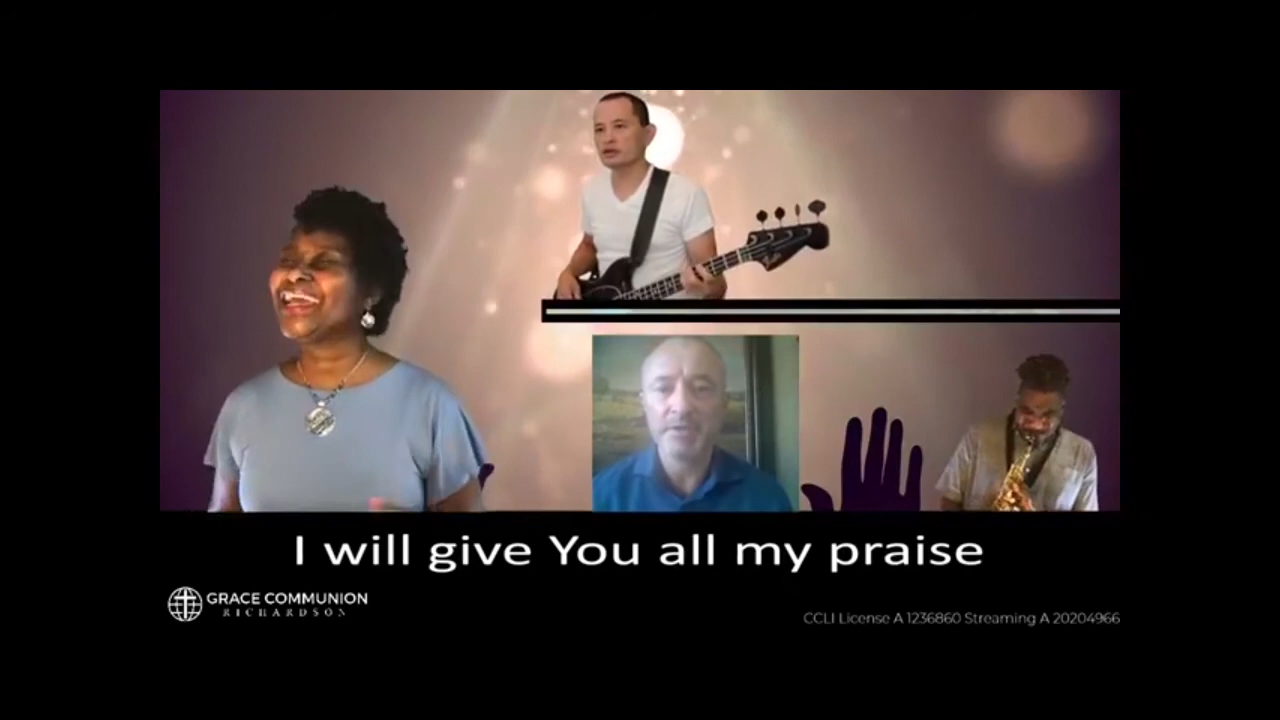 I will give You all my praise
GRACE COMMUNION
RICHARDSON
CCLI License A 1236860 Streaming A 20204966